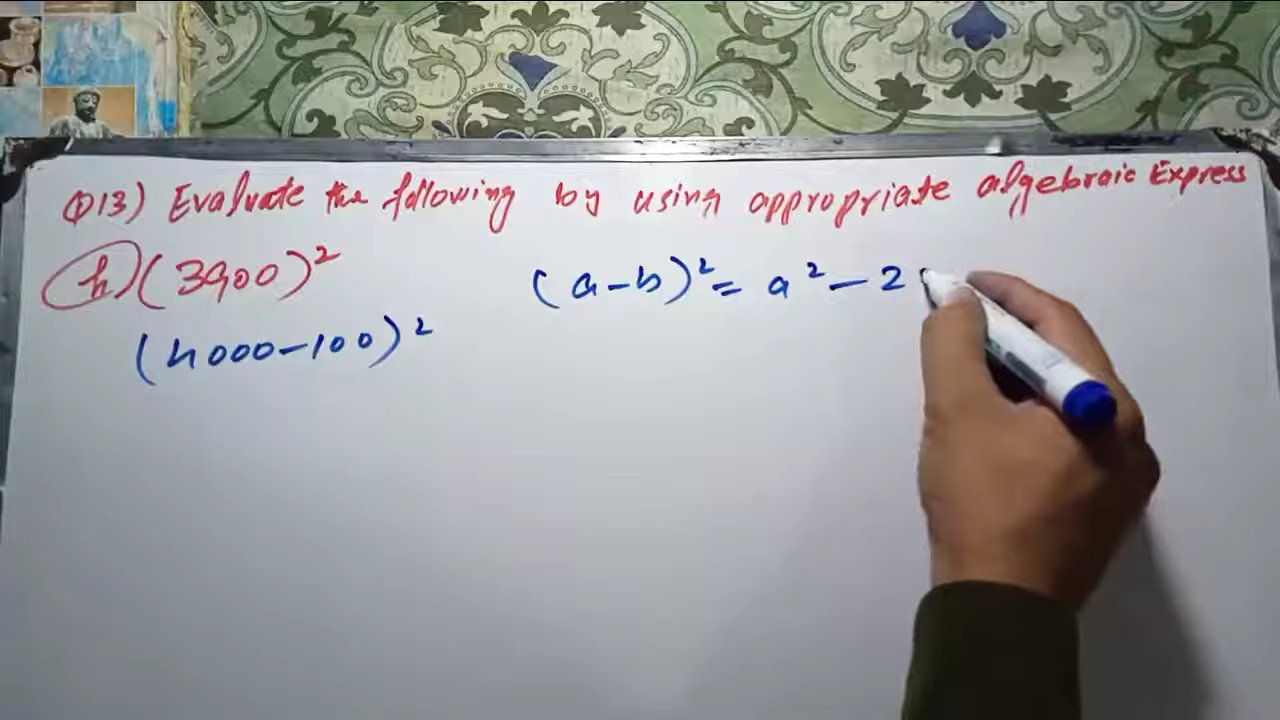 Q13) Evaluate the following by using appropriate algebraic Express
h) (3900)²
(a-b)² = a² - 2
(4000-100)²